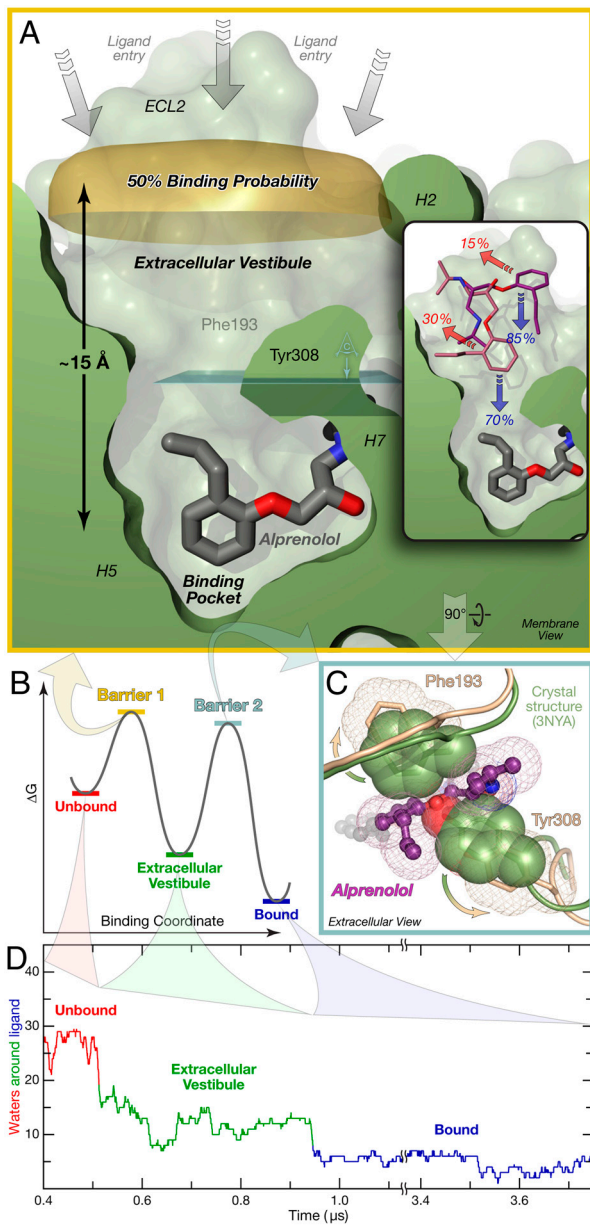 A
Ligand
entry
Ligand
entry
ECL2
50% Binding Probability
H2
Extracellular Vestibule
15%
Phe193
30%
85%
~15 Å
Tyr308
C
70%
H7
Alprenolol
H5
Binding
Pocket
90°
Membrane
View
B
Barrier 1
Barrier 2
ΔG
Unbound
Extracellular
Vestibule
Bound
Binding Coordinate
C
Phe193
Crystal
structure
(3NYA)
Tyr308
Alprenolol
Extracellular View
D
Waters around ligand
40
30
20
10
Unbound
Extracellular
Vestibule
Bound
0.4 0.6 0.8 1.0 3.4 3.6
Time (μs)